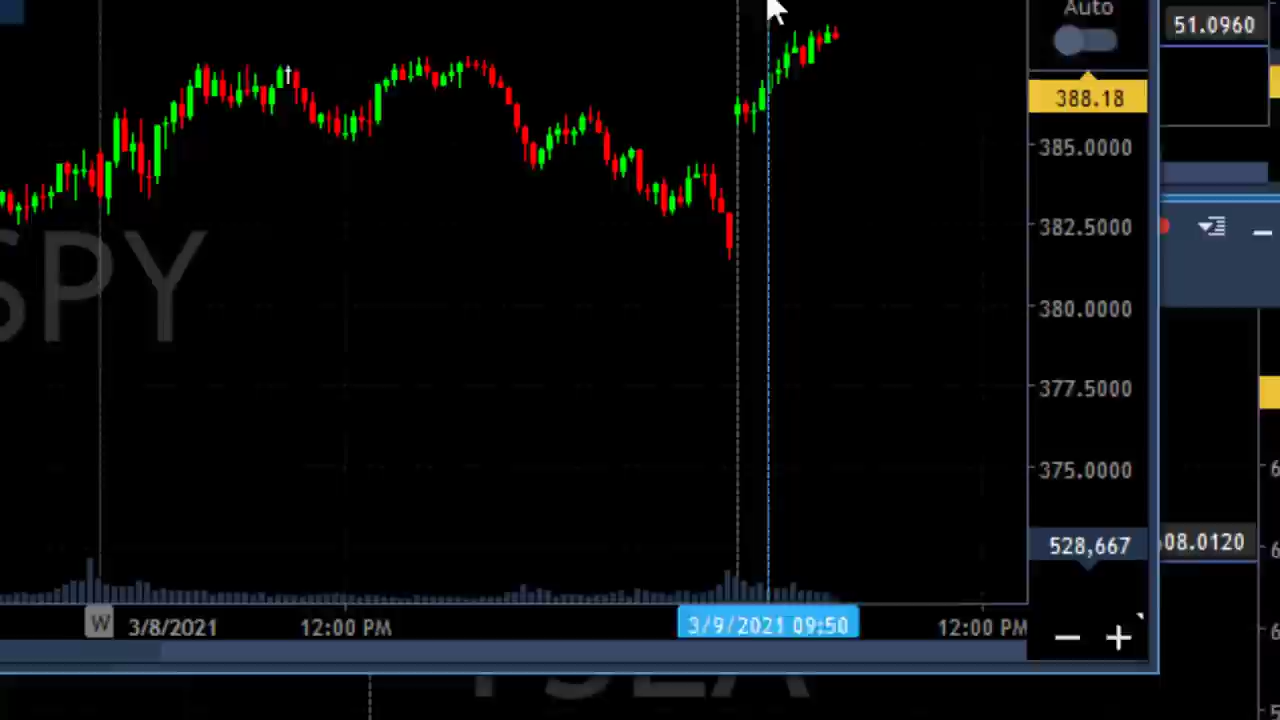 Auto
51.0960
388.18
385.0000
382.5000
SPY
380.0000
377.5000
375.0000
528,667
08.0120
W 3/8/2021 12:00 PM 3/9/2021 09:50 12:00 PM
TSLA